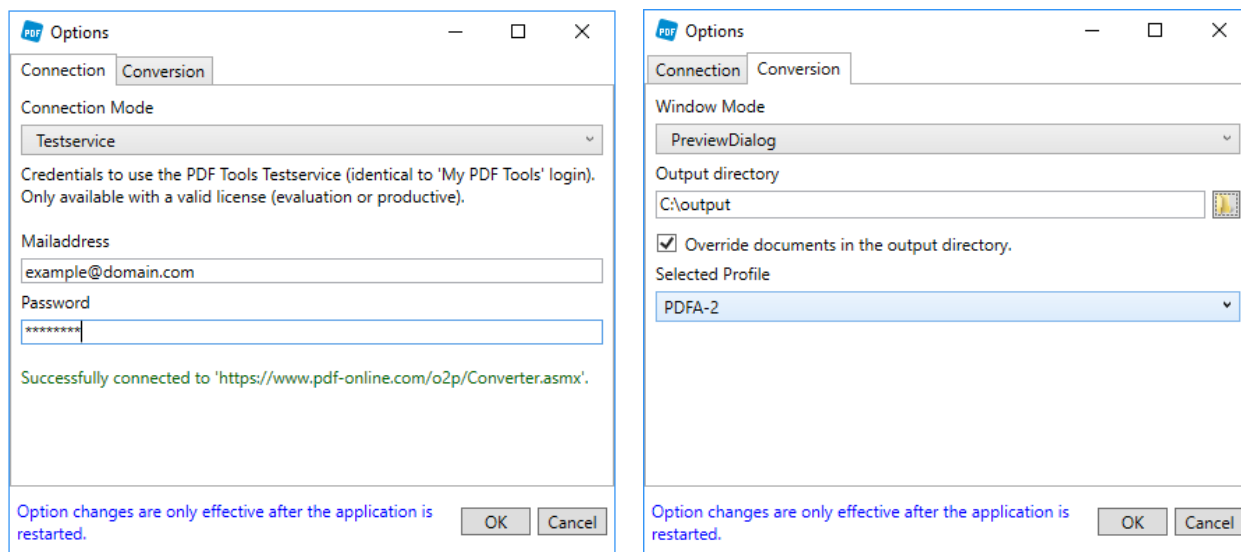 PDF Options
Connection Conversion
Connection Mode
Testservice
Credentials to use the PDF Tools Testservice (identical to 'My PDF Tools' login).
Only available with a valid license (evaluation or productive).
Mailaddress
example@domain.com
Password
********
Successfully connected to 'https://www.pdf-online.com/o2p/Converter.asmx'.
Option changes are only effective after the application is
restarted.
OK Cancel
PDF Options
Connection Conversion
Window Mode
PreviewDialog
Output directory
C:\output
Override documents in the output directory.
Selected Profile
PDFA-2
Option changes are only effective after the application is
restarted.
OK Cancel